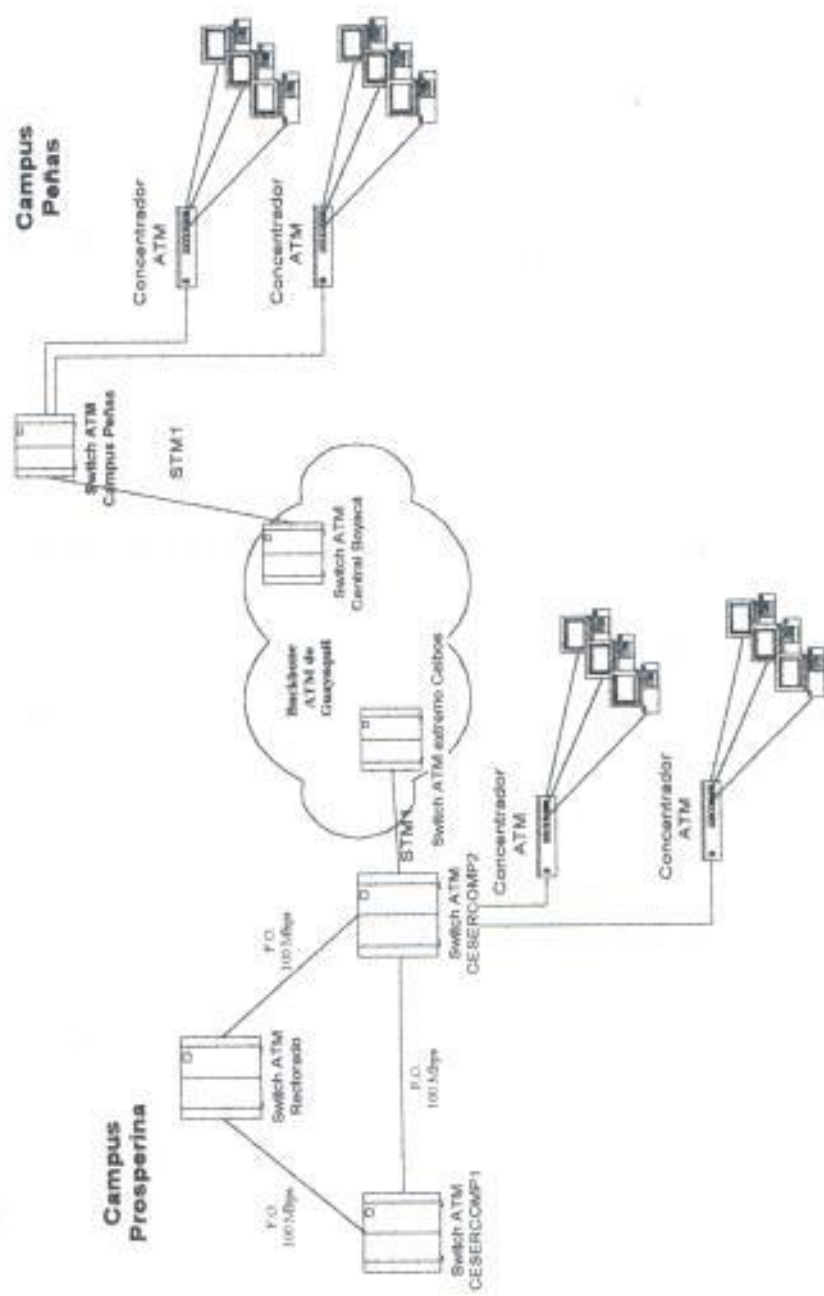 Campus
Prosperina
Switch ATM
CESERCOMP1
F.O.
100 Mbps
Switch ATM
Rectorado
F.O.
100 Mbps
F.O.
100 Mbps
Switch ATM
CESERCOMP2
STM1
Switch ATM extremo Ceibos
Backbone
ATM de
Guayaquil
Switch ATM
Central Boyacá
STM1
Switch ATM
Campus Peñas
Campus
Peñas
Concentrador
ATM
Concentrador
ATM
Concentrador
ATM
Concentrador
ATM